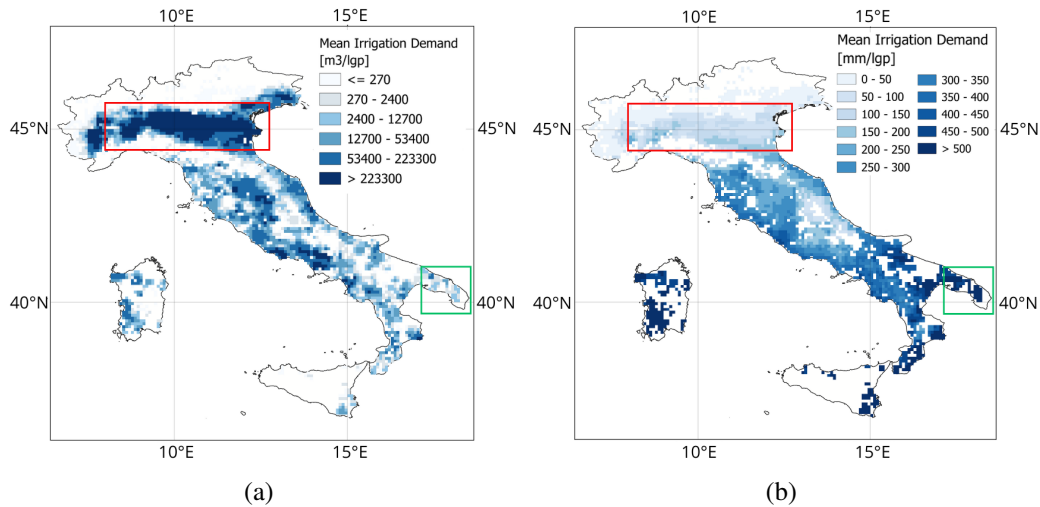 10°E 15°E
Mean Irrigation Demand
[m3/lgp]
<= 270
270 - 2400
2400 - 12700
12700 - 53400
53400 - 223300
> 223300
45°N 45°N
40°N 40°N
10°E 15°E
(a)
10°E 15°E
Mean Irrigation Demand
[mm/lgp]
0 - 50 300 - 350
50 - 100 350 - 400
100 - 150 400 - 450
150 - 200 450 - 500
200 - 250 > 500
250 - 300
45°N
40°N
10°E 15°E
(b)